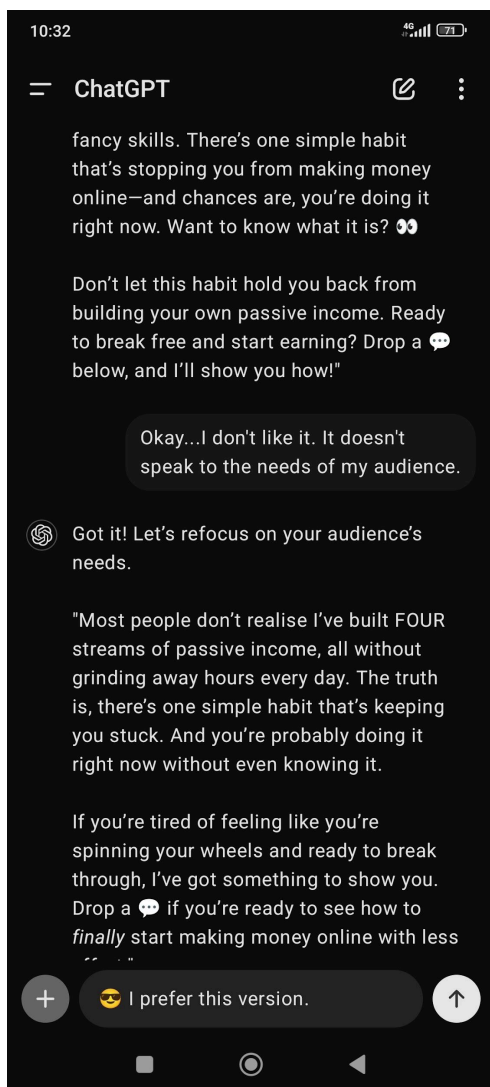 10:32
4G
71
ChatGPT
fancy skills. There's one simple habit
that's stopping you from making money
online—and chances are, you're doing it
right now. Want to know what it is? 👀
Don't let this habit hold you back from
building your own passive income. Ready
to break free and start earning? Drop a 💬
below, and I'll show you how!"
Okay...I don't like it. It doesn't
speak to the needs of my audience.
Got it! Let's refocus on your audience's
needs.
"Most people don't realise I've built FOUR
streams of passive income, all without
grinding away hours every day. The truth
is, there's one simple habit that's keeping
you stuck. And you're probably doing it
right now without even knowing it.
If you're tired of feeling like you're
spinning your wheels and ready to break
through, I've got something to show you.
Drop a 💬 if you're ready to see how to
finally start making money online with less
😎 I prefer this version.